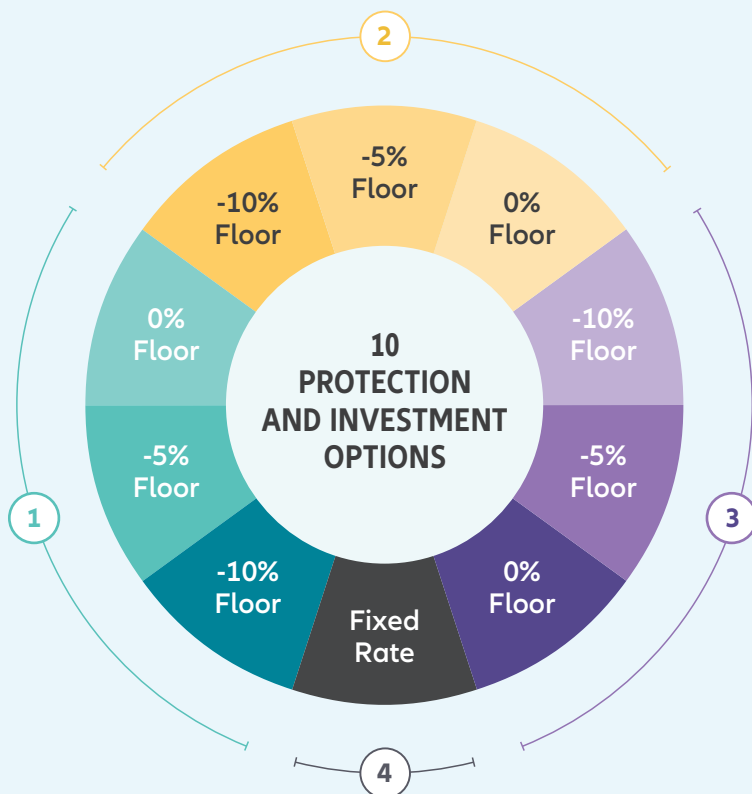 2
-5%
Floor
-10%
Floor
0%
Floor
0%
Floor
-10%
Floor
10
PROTECTION
AND INVESTMENT
OPTIONS
-5%
Floor
-5%
Floor
1
3
-10%
Floor
0%
Floor
Fixed
Rate
4